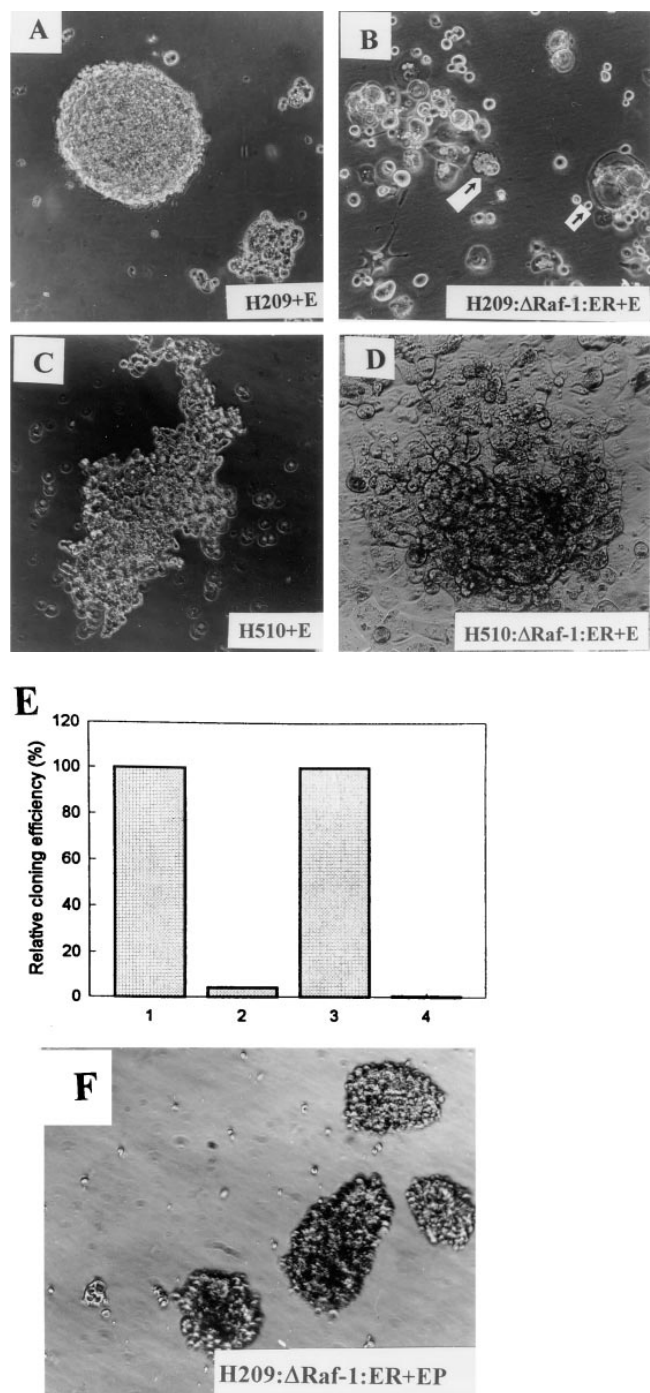 A
H209+E
B
H209:ΔRaf-1:ER+E
C
H510+E
D
H510:ΔRaf-1:ER+E
E
Relative cloning efficiency (%)
120
100
80
60
40
20
0
1 2 3 4
F
H209:ΔRaf-1:ER+EP